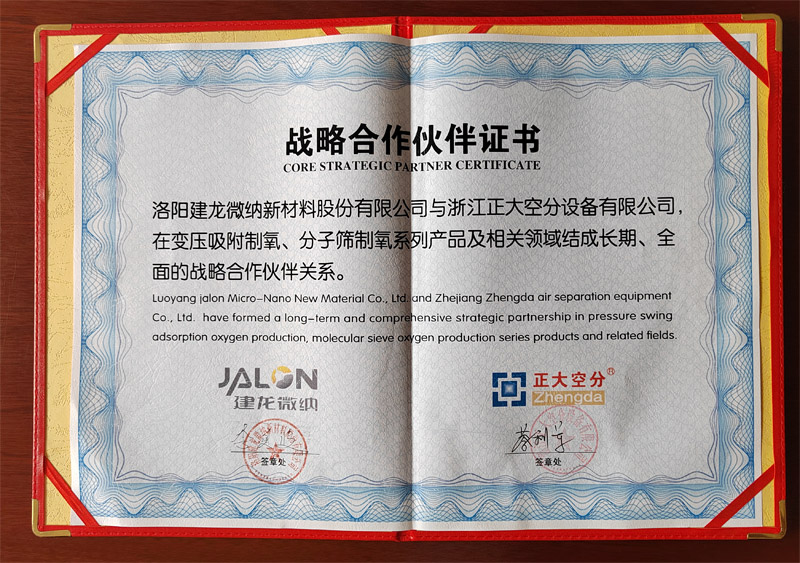 战略合作伙伴证书
CORE STRATEGIC PARTNER CERTIFICATE
洛阳建龙微纳新材料股份有限公司与浙江正大空分设备有限公司，
在变压吸附制氧、分子筛制氧系列产品及相关领域结成长期、全
面的战略合作伙伴关系。
Luoyang jalon Micro-Nano New Material Co., Ltd. and Zhejiang Zhengda air separation equipment
Co., Ltd. have formed a long-term and comprehensive strategic partnership in pressure swing
adsorption oxygen production, molecular sieve oxygen production series products and related fields.
JALON
建龙微纳
正大空分®
Zhengda
签章处
签章处